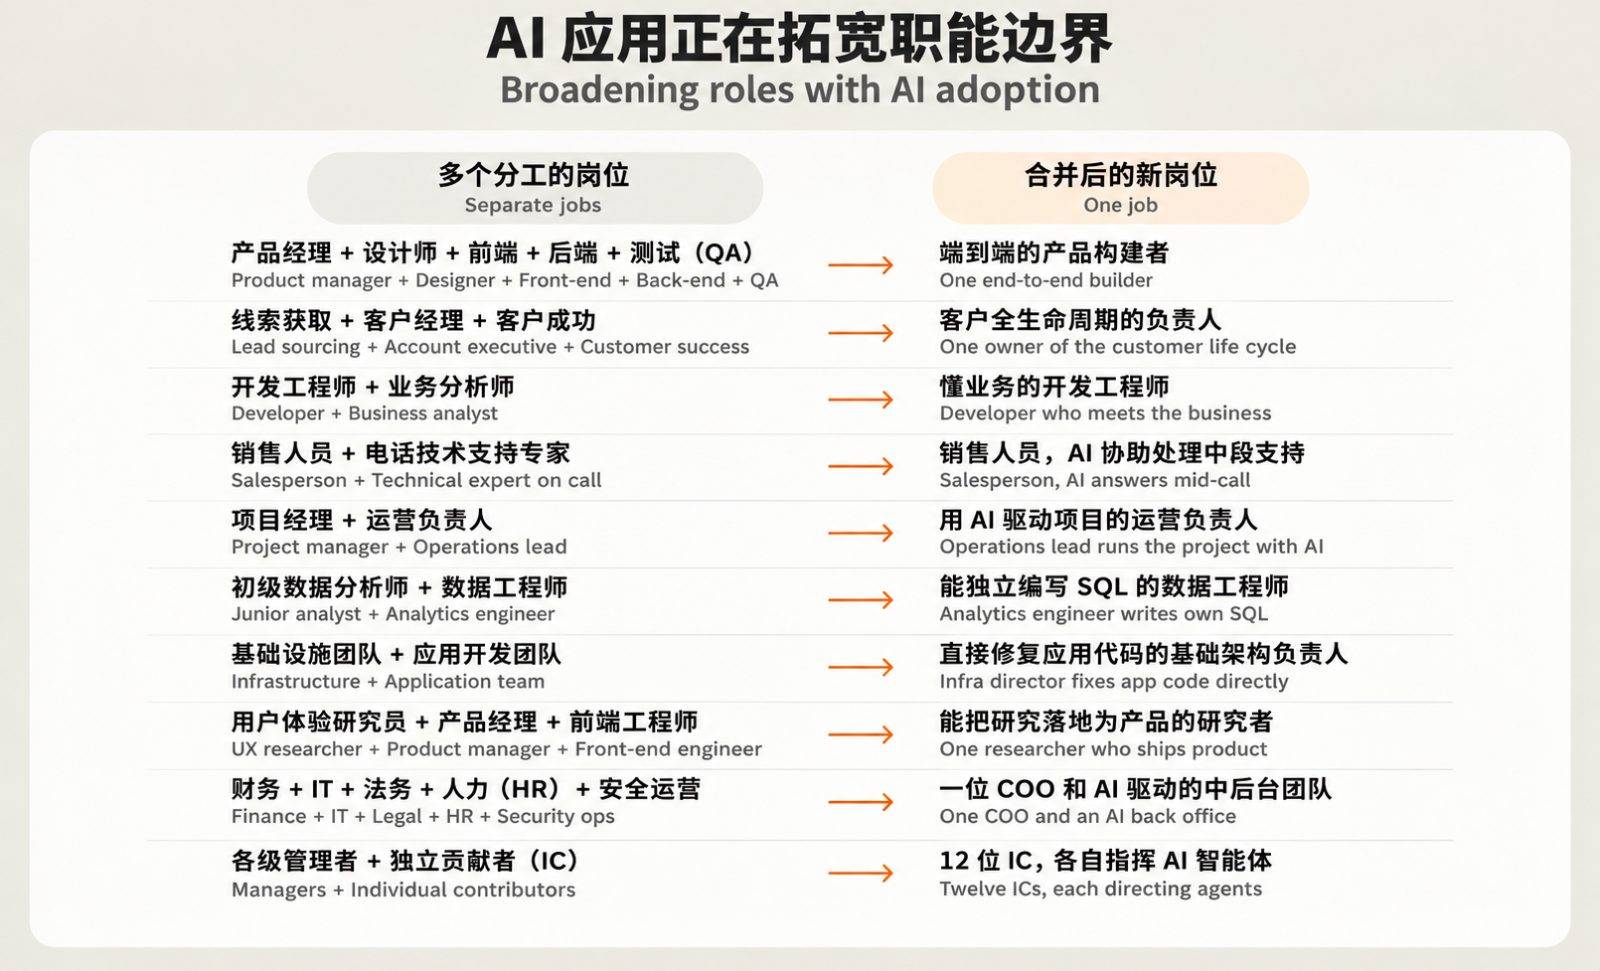 AI 应用正在拓宽职能边界
Broadening roles with AI adoption
多个分工的岗位
Separate jobs
合并后的新岗位
One job
产品经理 + 设计师 + 前端 + 后端 + 测试（QA）
Product manager + Designer + Front-end + Back-end + QA
端到端的产品构建者
One end-to-end builder
线索获取 + 客户经理 + 客户成功
Lead sourcing + Account executive + Customer success
客户全生命周期的负责人
One owner of the customer life cycle
开发工程师 + 业务分析师
Developer + Business analyst
懂业务的开发工程师
Developer who meets the business
销售人员 + 电话技术支持专家
Salesperson + Technical expert on call
销售人员，AI 协助处理中段支持
Salesperson, AI answers mid-call
项目经理 + 运营负责人
Project manager + Operations lead
用 AI 驱动项目的运营负责人
Operations lead runs the project with AI
初级数据分析师 + 数据工程师
Junior analyst + Analytics engineer
能独立编写 SQL 的数据工程师
Analytics engineer writes own SQL
基础设施团队 + 应用开发团队
Infrastructure + Application team
直接修复应用代码的基础架构负责人
Infra director fixes app code directly
用户体验研究员 + 产品经理 + 前端工程师
UX researcher + Product manager + Front-end engineer
能把研究落地为产品的研究者
One researcher who ships product
财务 + IT + 法务 + 人力（HR）+ 安全运营
Finance + IT + Legal + HR + Security ops
一位 COO 和 AI 驱动的中后台团队
One COO and an AI back office
各级管理者 + 独立贡献者（IC）
Managers + Individual contributors
12 位 IC，各自指挥 AI 智能体
Twelve ICs, each directing agents